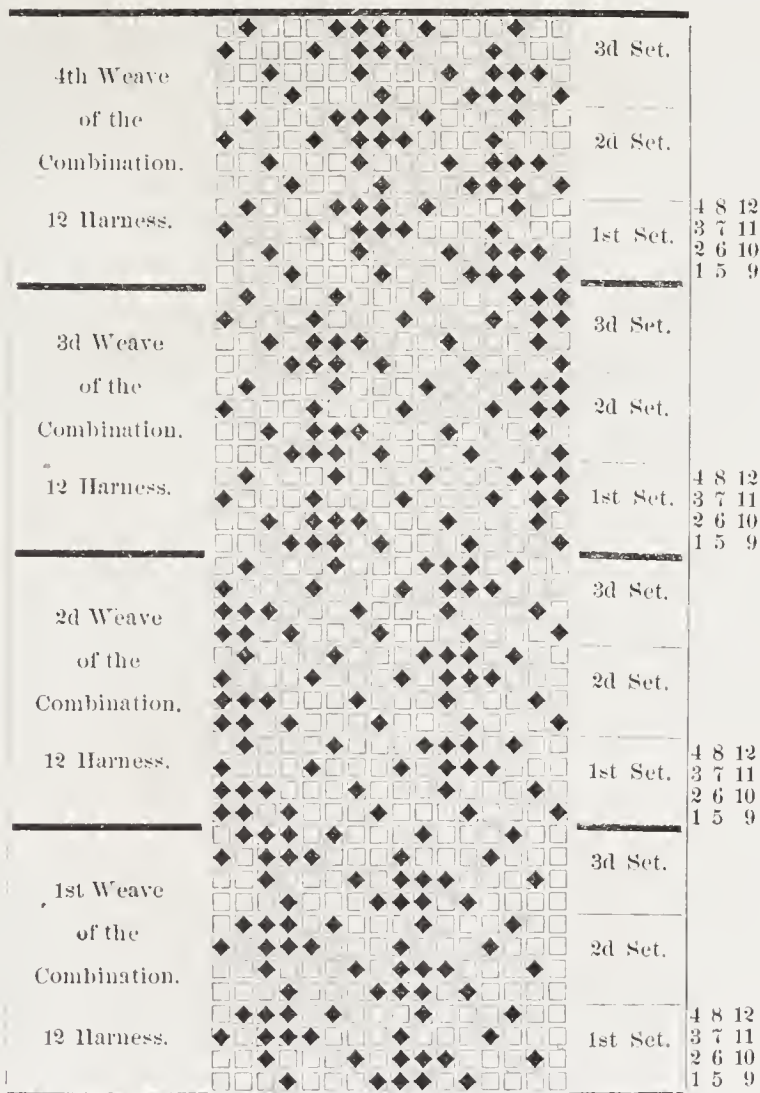 4th Weave
of the
Combination.
12 Harness.
3d Set.
2d Set.
1st Set.
4 8 12
3 7 11
2 6 10
1 5 9
3d Weave
of the
Combination.
12 Harness.
3d Set.
2d Set.
1st Set.
4 8 12
3 7 11
2 6 10
1 5 9
2d Weave
of the
Combination.
12 Harness.
3d Set.
2d Set.
1st Set.
4 8 12
3 7 11
2 6 10
1 5 9
1st Weave
of the
Combination.
12 Harness.
3d Set.
2d Set.
1st Set.
4 8 12
3 7 11
2 6 10
1 5 9